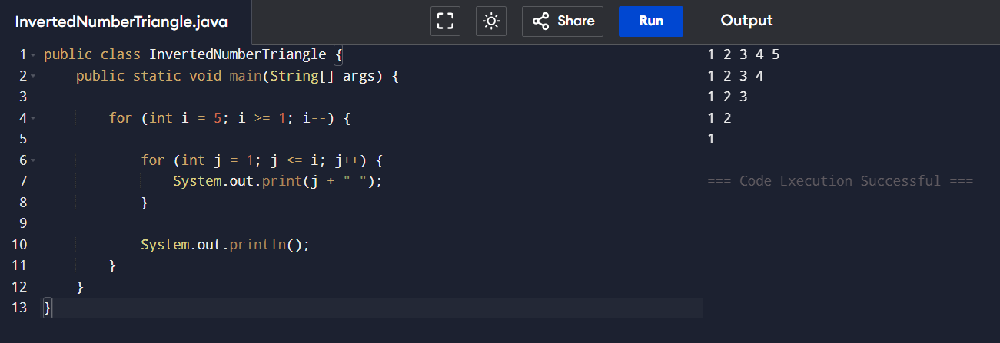 InvertedNumberTriangle.java
Share
Run
Output
1 public class InvertedNumberTriangle {
2     public static void main(String[] args) {
3
4         for (int i = 5; i >= 1; i--) {
5
6             for (int j = 1; j <= i; j++) {
7                 System.out.print(j + " ");
8             }
9
10             System.out.println();
11         }
12     }
13 }
1 2 3 4 5
1 2 3 4
1 2 3
1 2
1
=== Code Execution Successful ===